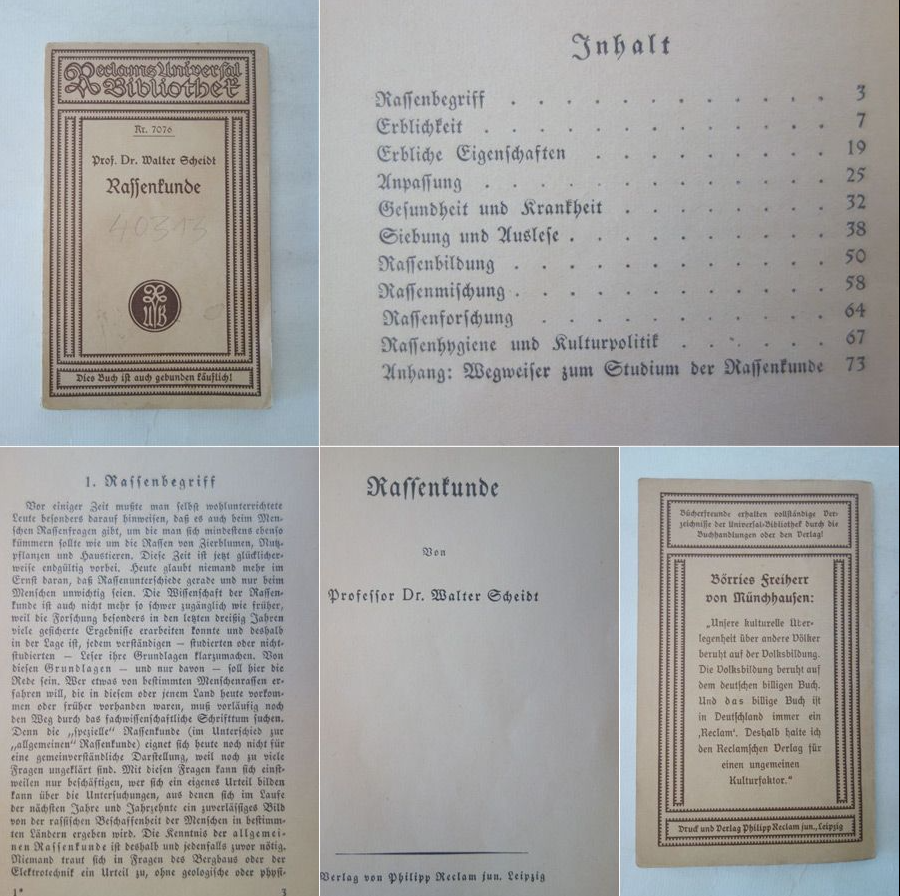 Reclams Universal
Bibliothek
Nr. 7076
Prof. Dr. Walter Scheidt
Rassenkunde
40313
UB
Dies Buch ist auch gebunden käuflich!
Inhalt
Rassenbegriff . . . . . . . . . . 3
Erblichkeit . . . . . . . . . . . 7
Erbliche Eigenschaften . . . . . . . 19
Anpassung . . . . . . . . . . . 25
Gesundheit und Krankheit . . . . . . 32
Siebung und Auslese . . . . . . . . 38
Rassenbildung . . . . . . . . . . 50
Rassenmischung . . . . . . . . . . 58
Rassenforschung . . . . . . . . . 64
Rassenhygiene und Kulturpolitik . . . . 67
Anhang: Wegweiser zum Studium der Rassenkunde 73
1. Rassenbegriff
Vor einiger Zeit mußte man selbst wohlunterrichtete
Leute besonders darauf hinweisen, daß es auch beim Men-
schen Rassenfragen gibt, um die man sich mindestens ebenso
kümmern sollte wie um die Rassen von Zierblumen, Nutz-
pflanzen und Haustieren. Diese Zeit ist jetzt glücklicher-
weise endgültig vorbei. Heute glaubt niemand mehr im
Ernst daran, daß Rassenunterschiede gerade und nur beim
Menschen unwichtig seien. Die Wissenschaft der Rassen-
kunde ist auch nicht mehr so schwer zugänglich wie früher,
weil die Forschung besonders in den letzten dreißig Jahren
viele gesicherte Ergebnisse erarbeiten konnte und deshalb
in der Lage ist, jedem verständigen — studierten oder nicht-
studierten — Leser ihre Grundlagen klarzumachen. Von
diesen Grundlagen — und nur davon — soll hier die
Rede sein. Wer etwas von bestimmten Menschenrassen er-
fahren will, die in diesem oder jenem Land heute vorkom-
men oder früher vorhanden waren, muß vorläufig noch
den Weg durch das fachwissenschaftliche Schrifttum suchen.
Denn die „spezielle“ Rassenkunde (im Unterschied zur
„allgemeinen“ Rassenkunde) eignet sich heute noch nicht für
eine gemeinverständliche Darstellung, weil noch zu viele
Fragen ungeklärt sind. Mit diesen Fragen kann sich einst-
weilen nur beschäftigen, wer sich ein eigenes Urteil bilden
kann über die Untersuchungen, aus denen sich im Laufe
der nächsten Jahre und Jahrzehnte ein zuverlässiges Bild
von der rassischen Beschaffenheit der Menschen in bestimm-
ten Ländern ergeben wird. Die Kenntnis der allgemei-
nen Rassenkunde ist deshalb und jedenfalls zuvor nötig.
Niemand traut sich in Fragen des Bergbaus oder der
Elektrotechnik ein Urteil zu, ohne geologische oder physi-
1* 3
Rassenkunde
Von
Professor Dr. Walter Scheidt
Verlag von Philipp Reclam jun. Leipzig
Bücherfreunde erhalten vollständige Ver-
zeichnisse der Universal-Bibliothek durch die
Buchhandlungen oder den Verlag!
Börries Freiherr
von Münchhausen:
„Unsere kulturelle Über-
legenheit über andere Völker
beruht auf der Volksbildung.
Die Volksbildung beruht auf
dem deutschen billigen Buch.
Und das billige Buch ist
in Deutschland immer ein
‚Reclam‘. Deshalb halte ich
den Reclamschen Verlag für
einen ungemeinen
Kulturfaktor.“
Druck und Verlag Philipp Reclam jun., Leipzig